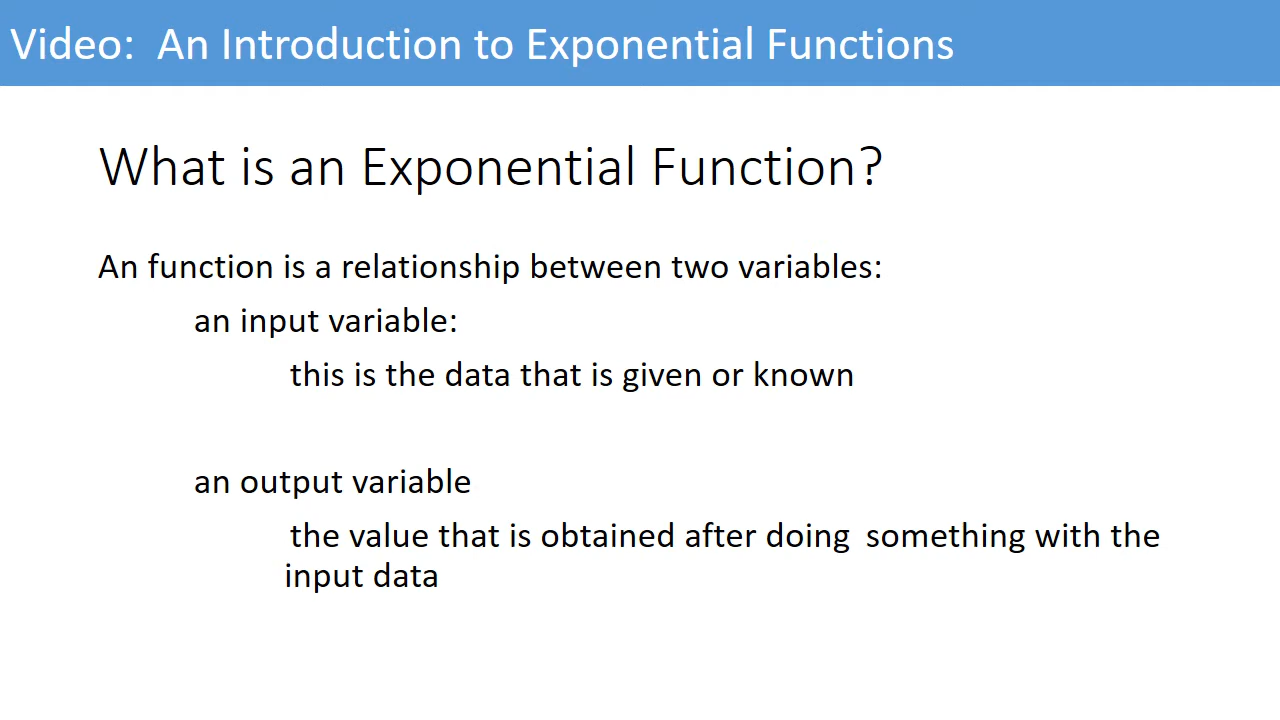 Video:  An Introduction to Exponential Functions
What is an Exponential Function?
An function is a relationship between two variables:
an input variable:
this is the data that is given or known
an output variable
the value that is obtained after doing  something with the
input data